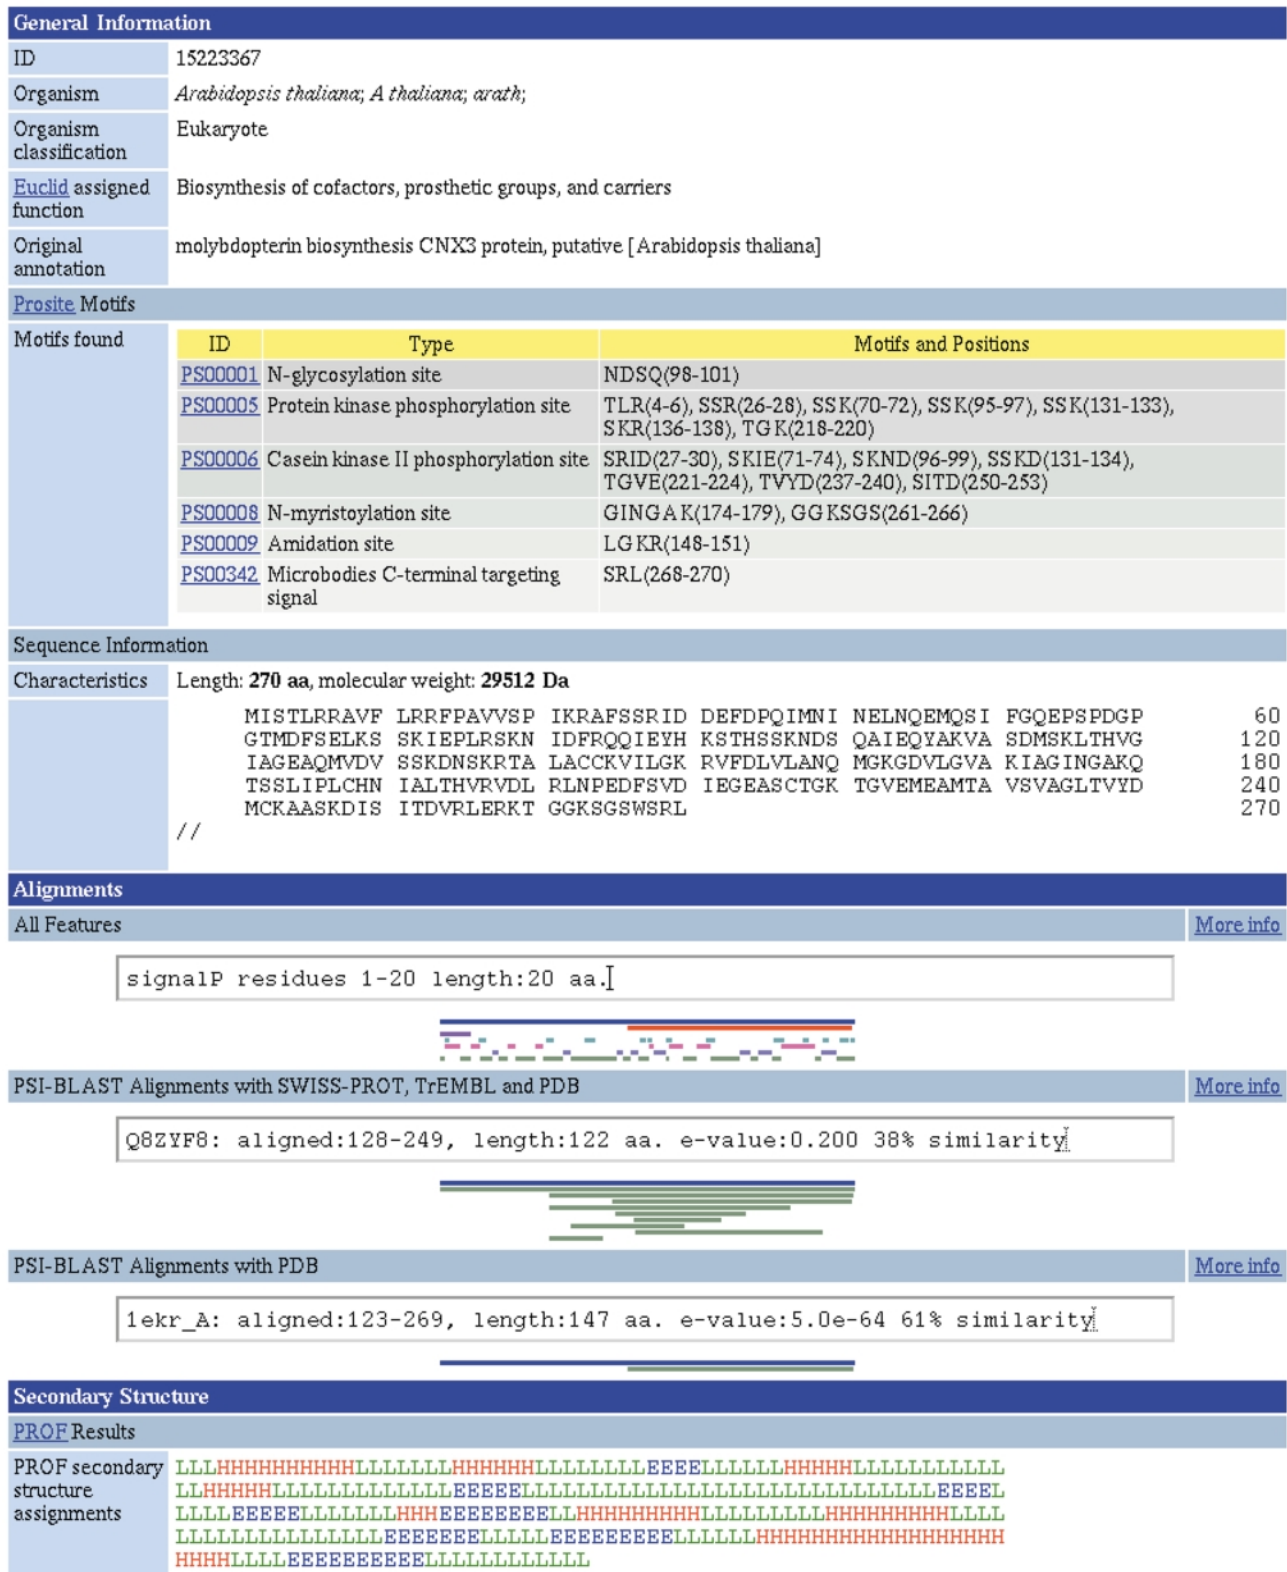 General Information
ID 15223367
Organism Arabidopsis thaliana; A thaliana; arath;
Organism classification Eukaryote
Euclid assigned function Biosynthesis of cofactors, prosthetic groups, and carriers
Original annotation molybdopterin biosynthesis CNX3 protein, putative [Arabidopsis thaliana]
Prosite Motifs
Motifs found
ID Type Motifs and Positions
PS00001 N-glycosylation site NDSQ(98-101)
PS00005 Protein kinase phosphorylation site TLR(4-6), SSR(26-28), SSK(70-72), SSK(95-97), SSK(131-133),
SKR(136-138), TGK(218-220)
PS00006 Casein kinase II phosphorylation site SRID(27-30), SKIE(71-74), SKND(96-99), SSKD(131-134),
TGVE(221-224), TVYD(237-240), SITD(250-253)
PS00008 N-myristoylation site GINGAK(174-179), GGKSGS(261-266)
PS00009 Amidation site LGKR(148-151)
PS00342 Microbodies C-terminal targeting signal SRL(268-270)
Sequence Information
Characteristics Length: 270 aa, molecular weight: 29512 Da
MISTLRRAVF LRRFPAVVSP IKRAFSSRID DEFDPQIMNI NELNQEMQSI FGQEPSPDGP 60
GTMDFSELKS SKIEPLRSKN IDFRQQIEYH KSTHSSKNDS QAIEQYAKVA SDMSKLTHVG 120
IAGEAQMVDV SSKDNSKRTA LACCKVILGK RVFDLVLANQ MGKGDVLGVA KIAGINGAKQ 180
TSSLIPLCHN IALTHVRVDL RLNPEDFSVD IEGEASCTGK TGVEMEAMTA VSVAGLTVYD 240
MCKAASKDIS ITDVRLERKT GGKSGSWSRL 270
//
Alignments
All Features More info
signalP residues 1-20 length:20 aa.
PSI-BLAST Alignments with SWISS-PROT, TrEMBL and PDB More info
Q8ZYF8: aligned:128-249, length:122 aa. e-value:0.200 38% similarity
PSI-BLAST Alignments with PDB More info
1ekr_A: aligned:123-269, length:147 aa. e-value:5.0e-64 61% similarity
Secondary Structure
PROF Results
PROF secondary structure assignments
LLLHHHHHHHHHHLLLLLLLHHHHHHLLLLLLLLEEEELLLLLLHHHHHLLLLLLLLLLL
LLHHHHHLLLLLLLLLLLLLEEEEELLLLLLLLLLLLLLLLLLLLLLLLLLLLLLEEEEL
LLLLEEEEELLLLLLLHHHEEEEEEEELLHHHHHHHHHLLLLLLLLLHHHHHHHHHLLLL
LLLLLLLLLLLLLLLEEEEEEELLLLLEEEEEEEEELLLLLLHHHHHHHHHHHHHHHHHH
HHHHLLLLEEEEEEEEEELLLLLLLLLLLL